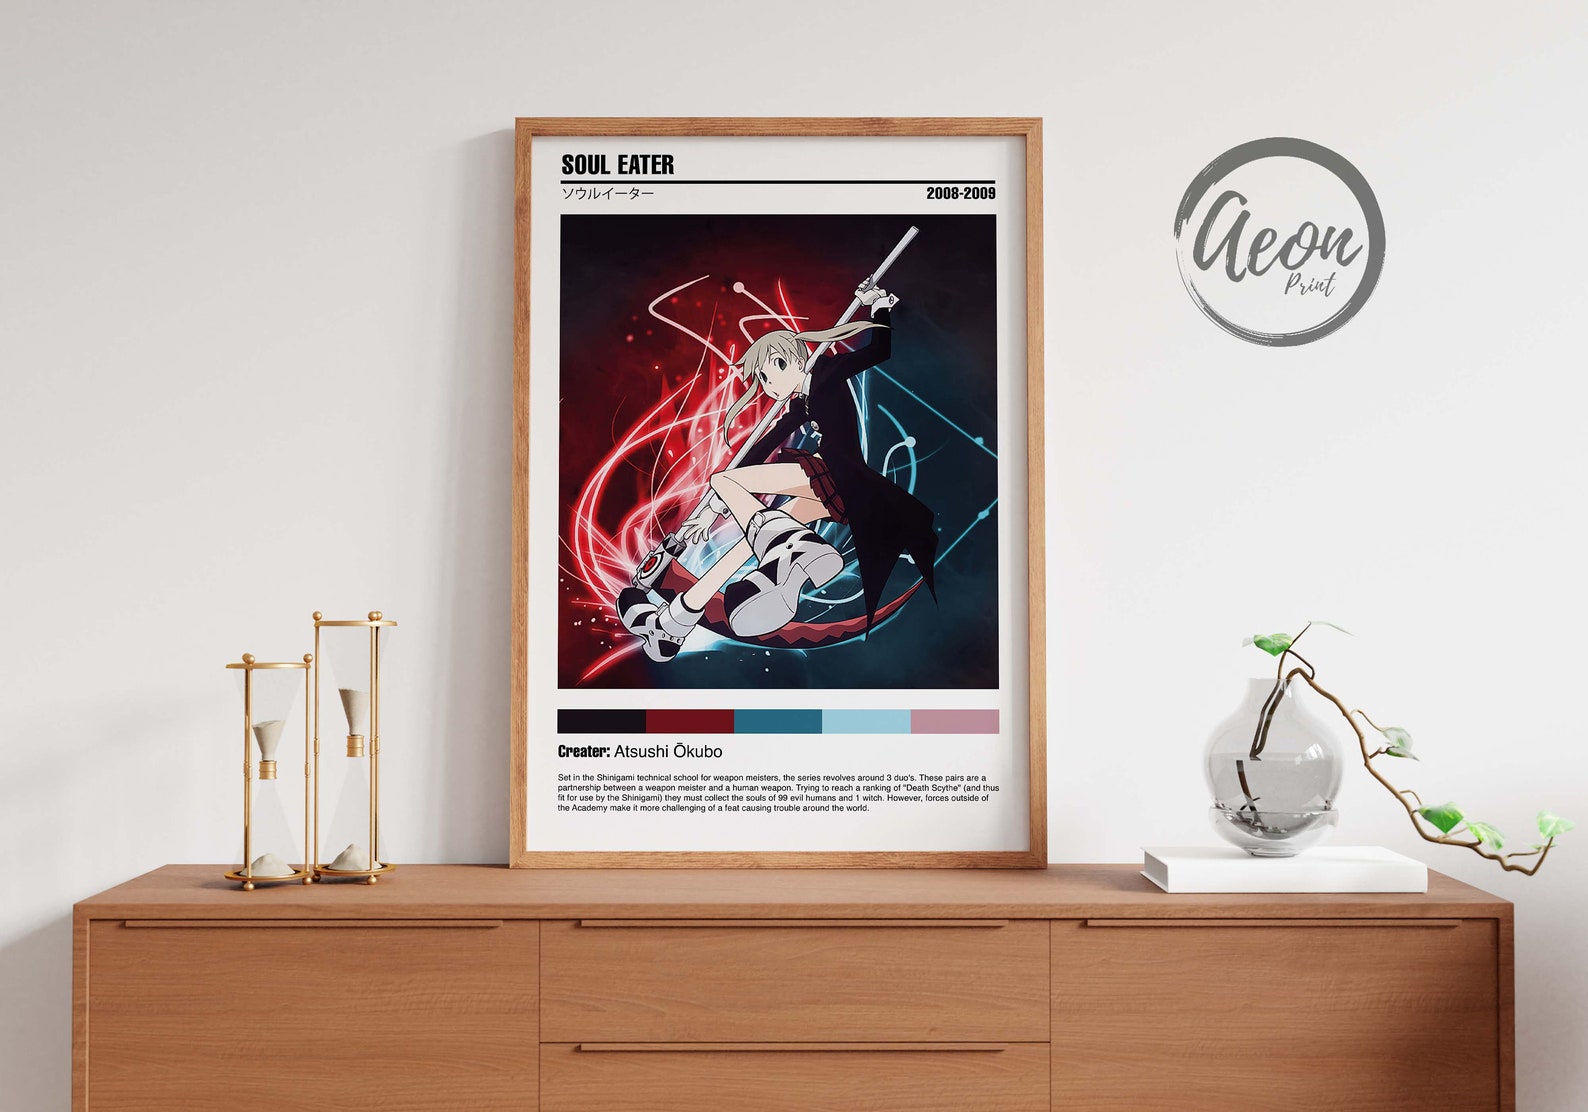 SOUL EATER
ソウルイーター
2008-2009
Creater: Atsushi Ōkubo
Set in the Shinigami technical school for weapon meisters, the series revolves around 3 duo's. These pairs are a
partnership between a weapon meister and a human weapon. Trying to reach a ranking of "Death Scythe" (and thus
fit for use by the Shinigami) they must collect the souls of 99 evil humans and 1 witch. However, forces outside of
the Academy make it more challenging of a feat causing trouble around the world.
Aeon
Print